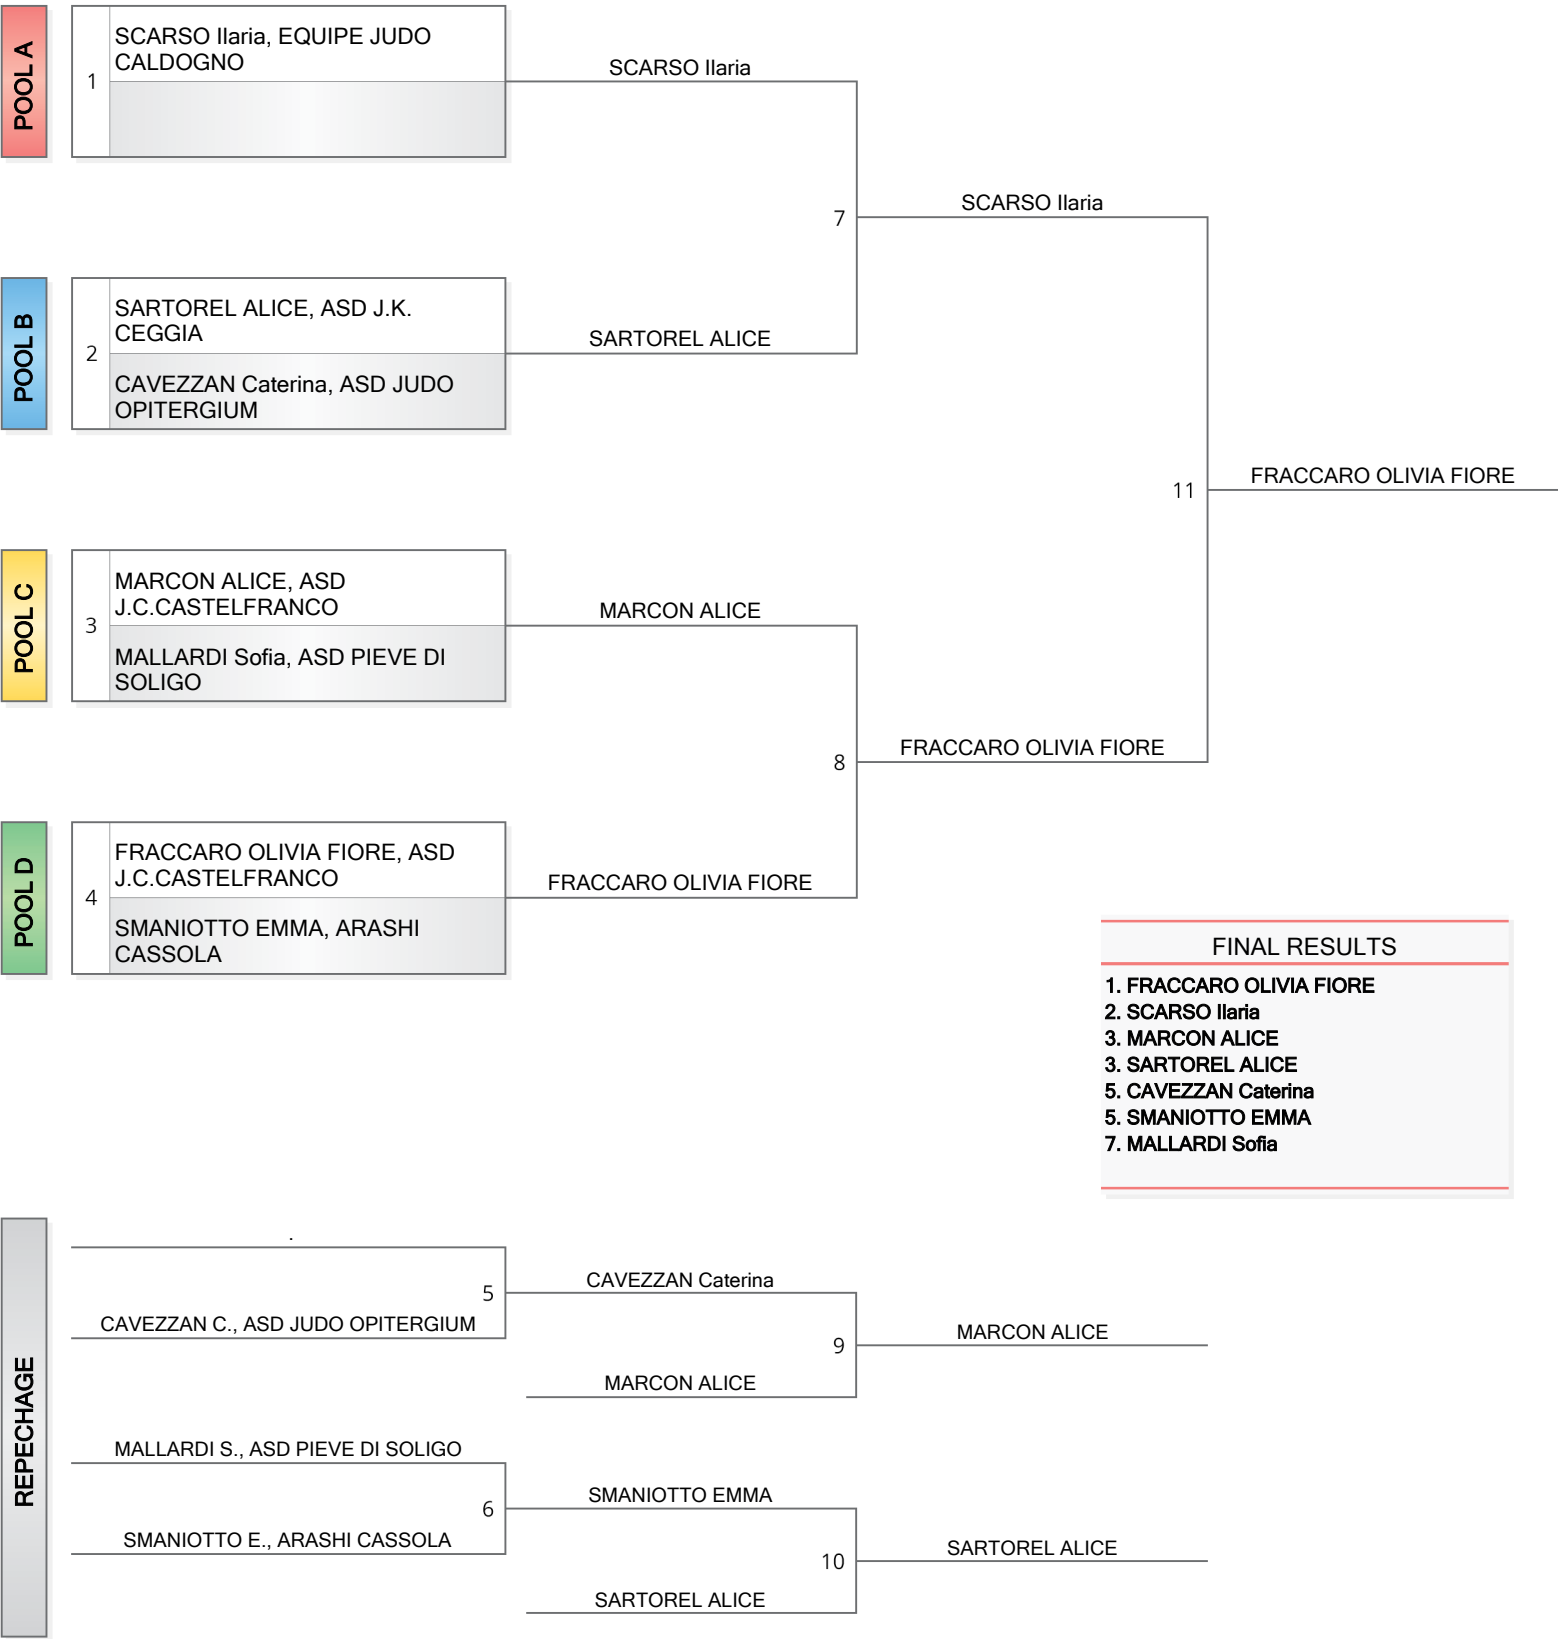 POOL A
1
SCARSO Ilaria, EQUIPE JUDO
CALDOGNO
SCARSO Ilaria
7
SCARSO Ilaria
POOL B
2
SARTOREL ALICE, ASD J.K.
CEGGIA
CAVEZZAN Caterina, ASD JUDO
OPITERGIUM
SARTOREL ALICE
11
FRACCARO OLIVIA FIORE
POOL C
3
MARCON ALICE, ASD
J.C.CASTELFRANCO
MALLARDI Sofia, ASD PIEVE DI
SOLIGO
MARCON ALICE
8
FRACCARO OLIVIA FIORE
POOL D
4
FRACCARO OLIVIA FIORE, ASD
J.C.CASTELFRANCO
SMANIOTTO EMMA, ARASHI
CASSOLA
FRACCARO OLIVIA FIORE
FINAL RESULTS
1. FRACCARO OLIVIA FIORE
2. SCARSO Ilaria
3. MARCON ALICE
3. SARTOREL ALICE
5. CAVEZZAN Caterina
5. SMANIOTTO EMMA
7. MALLARDI Sofia
REPECHAGE
.
5
CAVEZZAN C., ASD JUDO OPITERGIUM
CAVEZZAN Caterina
9
MARCON ALICE
MARCON ALICE
MALLARDI S., ASD PIEVE DI SOLIGO
6
SMANIOTTO E., ARASHI CASSOLA
SMANIOTTO EMMA
10
SARTOREL ALICE
SARTOREL ALICE